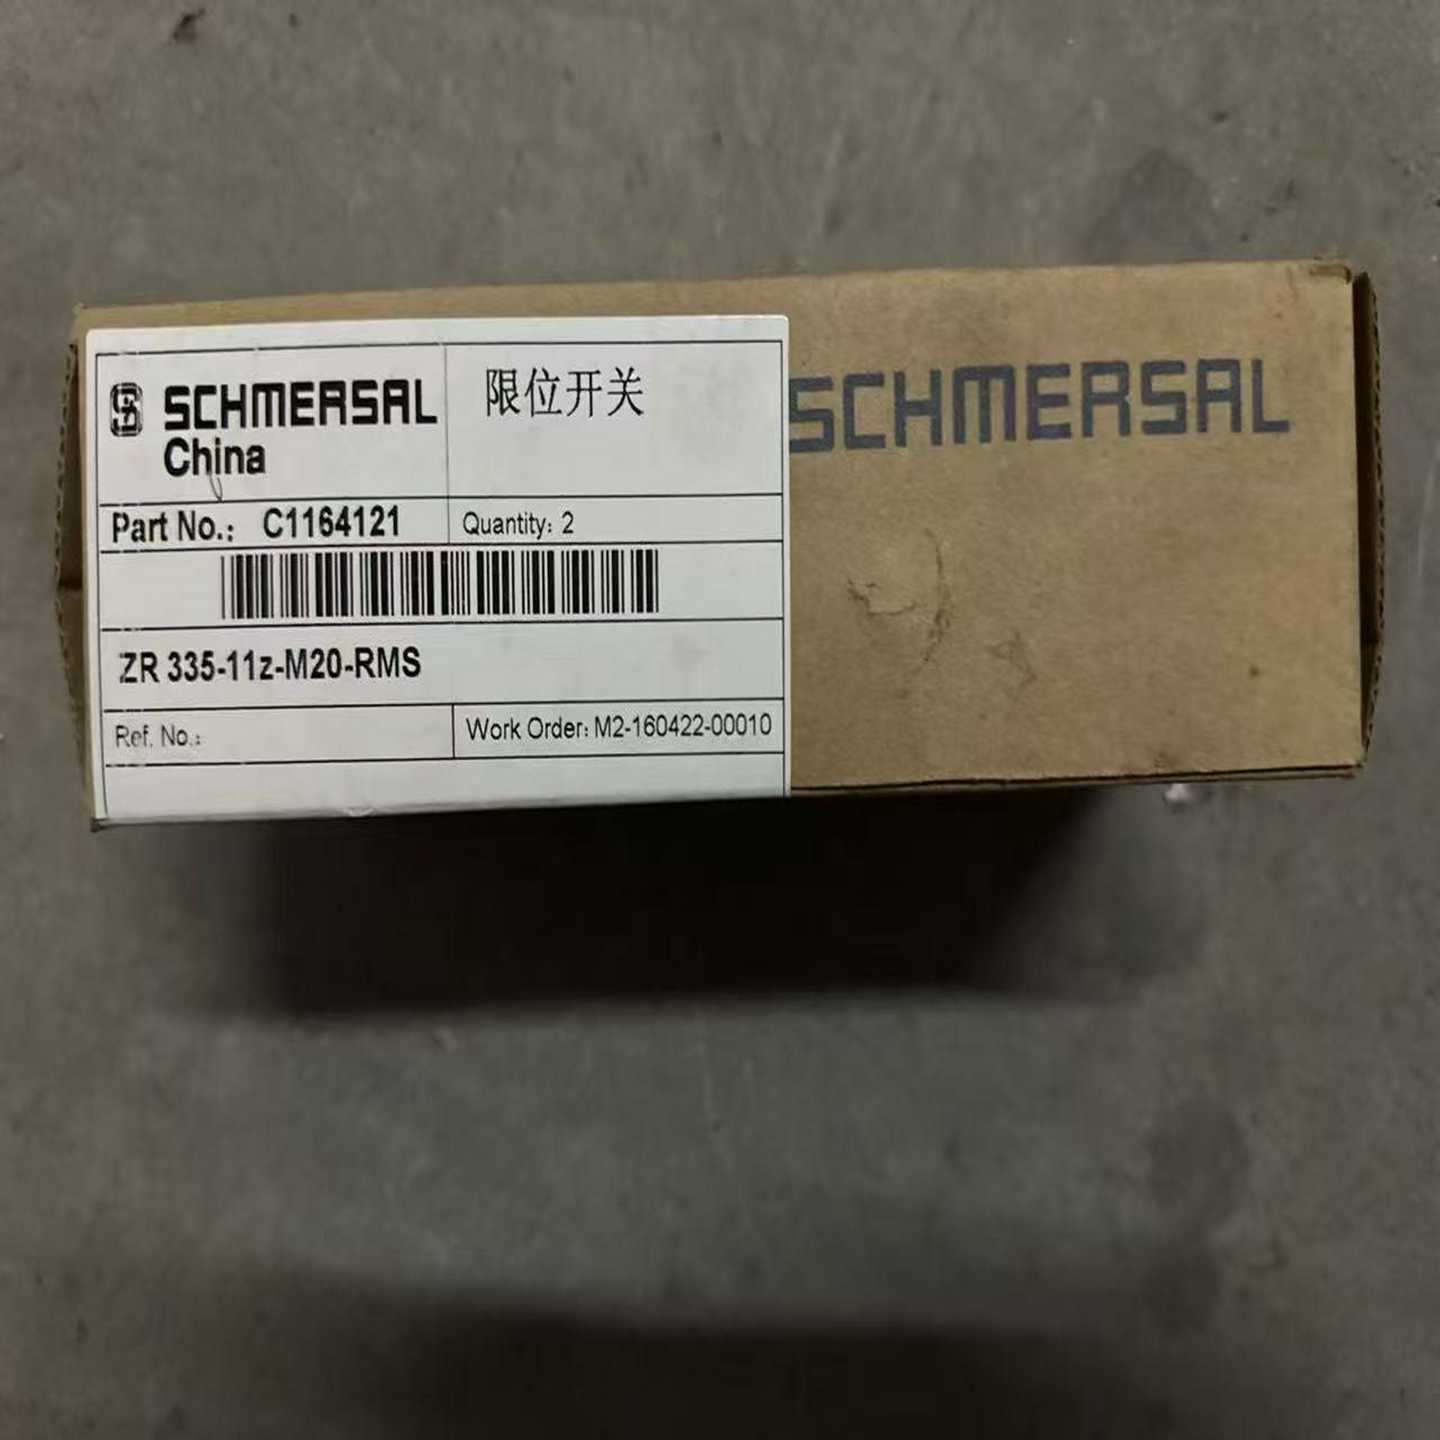 SCHMERSAL
China
限位开关
SCHMERSAL
Part No.: C1164121
Quantity: 2
ZR 335-11z-M20-RMS
Ref. No.:
Work Order: M2-160422-00010